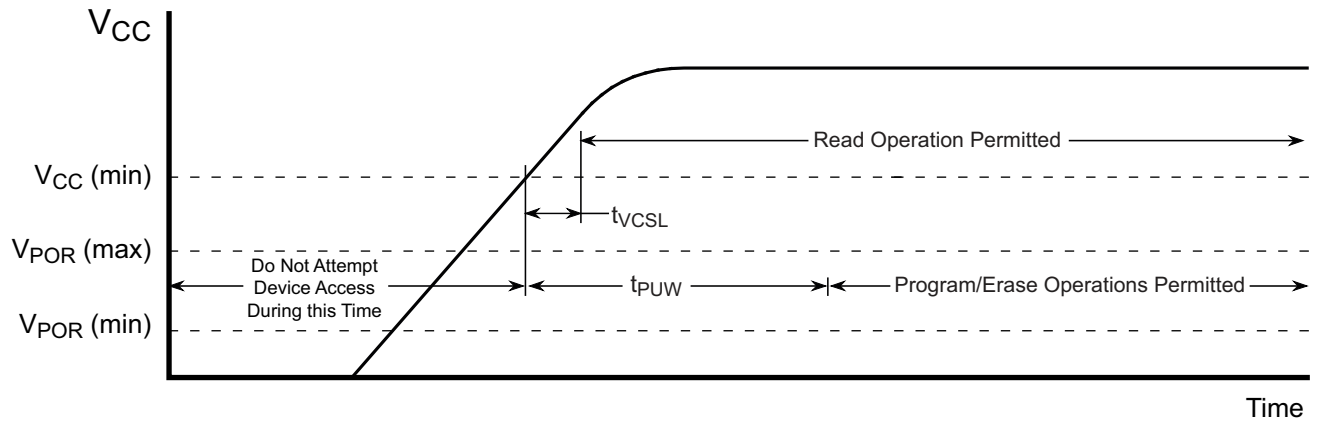 VCC
Read Operation Permitted
VCC (min)
tVCSL
VPOR (max)
Do Not Attempt
Device Access
During this Time
tPUW
Program/Erase Operations Permitted
VPOR (min)
Time